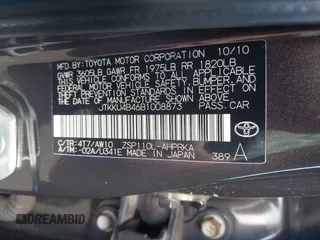 MFD.BY:TOYOTA MOTOR CORPORATION 10/10
GVWR 3605LB GAWR FR 1975LB RR 1820LB
THIS VEHICLE CONFORMS TO ALL APPLICABLE
FEDERAL MOTOR VEHICLE SAFETY AND
THEFT PREVENTION STANDARDS IN
EFFECT ON THE DATE OF
MANUFACTURE SHOWN ABOVE.
JTKKU4B46B1008873 PASS.CAR
C/TR:4T7/AW10 ZSP110L-AHPRKA
A/TM:-02A/U341E MADE IN JAPAN 389 A
TOYOTA
DREAMBID